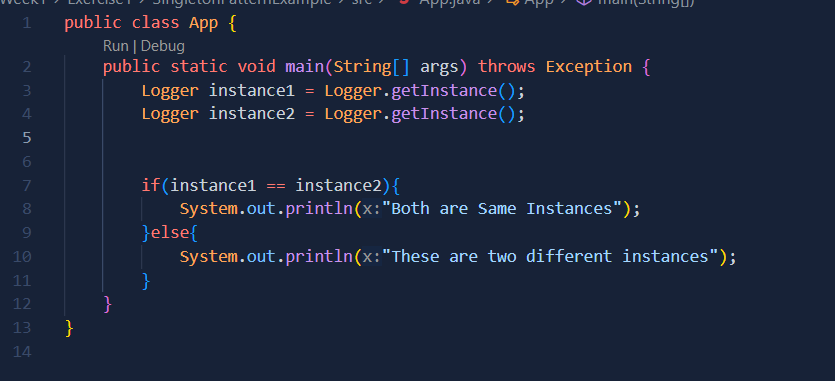 Week1 > Exercise1 > SingletonPatternExample > src > App.java > App > main(String[])
1 public class App {
Run | Debug
2 public static void main(String[] args) throws Exception {
3 Logger instance1 = Logger.getInstance();
4 Logger instance2 = Logger.getInstance();
5
6
7 if(instance1 == instance2){
8 System.out.println(x:"Both are Same Instances");
9 }else{
10 System.out.println(x:"These are two different instances");
11 }
12 }
13 }
14